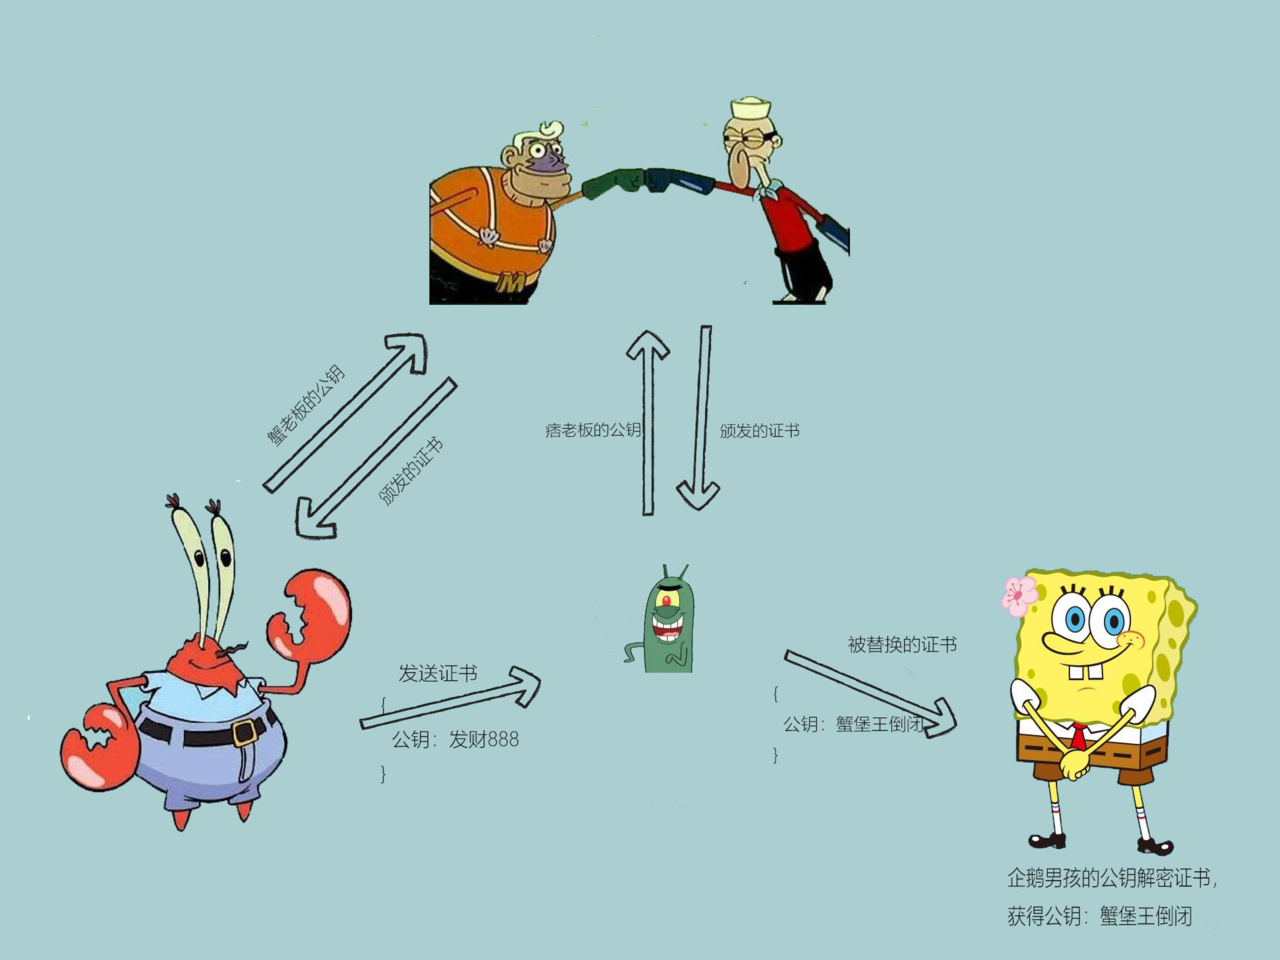 蟹老板的公钥
颁发的证书
痞老板的公钥
颁发的证书
发送证书
{
公钥：发财888
}
被替换的证书
{
公钥：蟹堡王倒闭
}
企鹅男孩的公钥解密证书，
获得公钥：蟹堡王倒闭